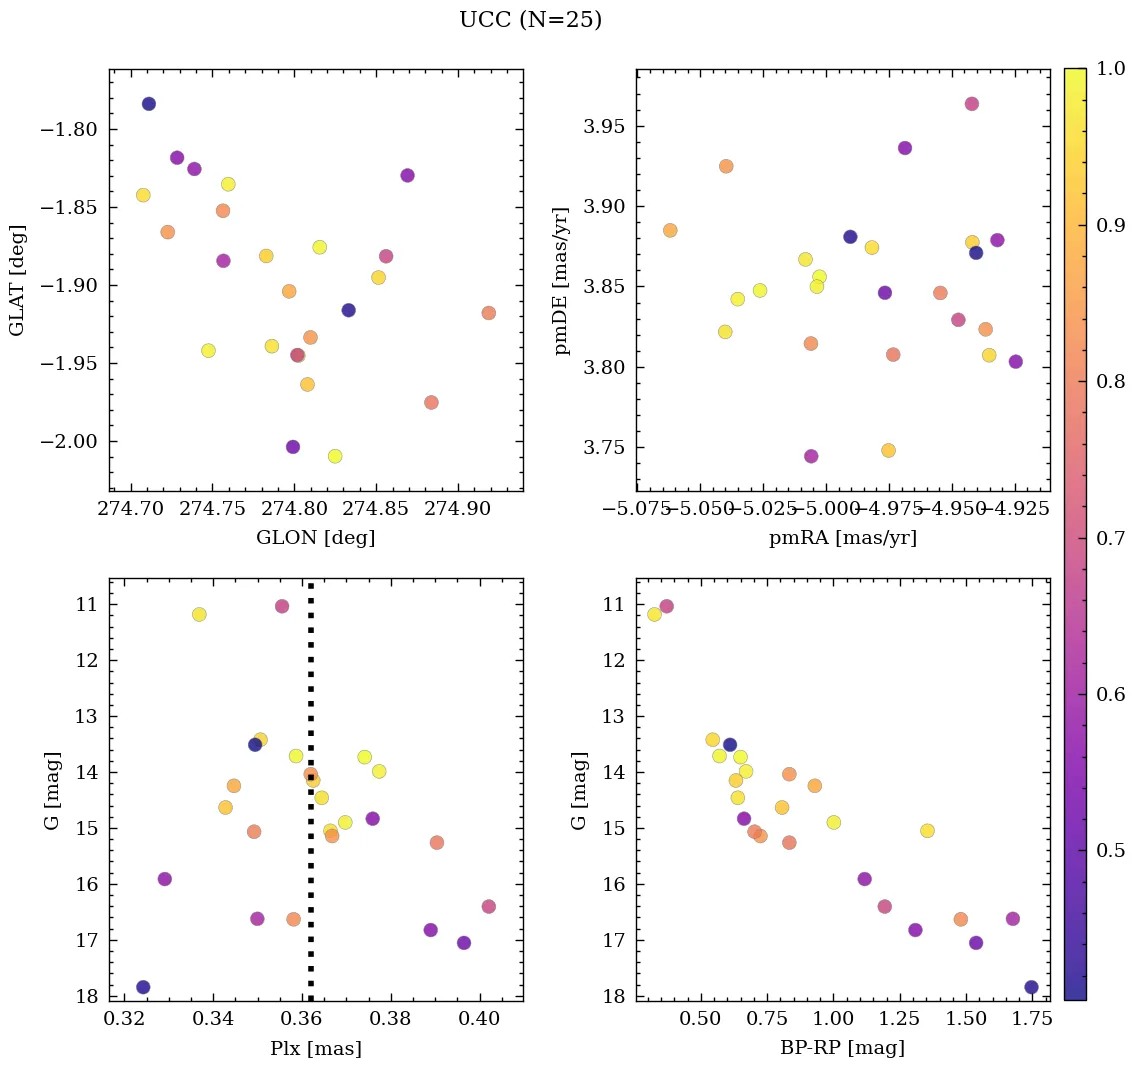 UCC (N=25)
−1.80
−1.85
−1.90
−1.95
−2.00
GLAT [deg]
274.70 274.75 274.80 274.85 274.90
GLON [deg]
3.95
3.90
3.85
3.80
3.75
pmDE [mas/yr]
−5.075 −5.050 −5.025 −5.000 −4.975 −4.950 −4.925
pmRA [mas/yr]
11
12
13
14
15
16
17
18
G [mag]
0.32 0.34 0.36 0.38 0.40
Plx [mas]
11
12
13
14
15
16
17
18
G [mag]
0.50 0.75 1.00 1.25 1.50 1.75
BP-RP [mag]
1.0
0.9
0.8
0.7
0.6
0.5